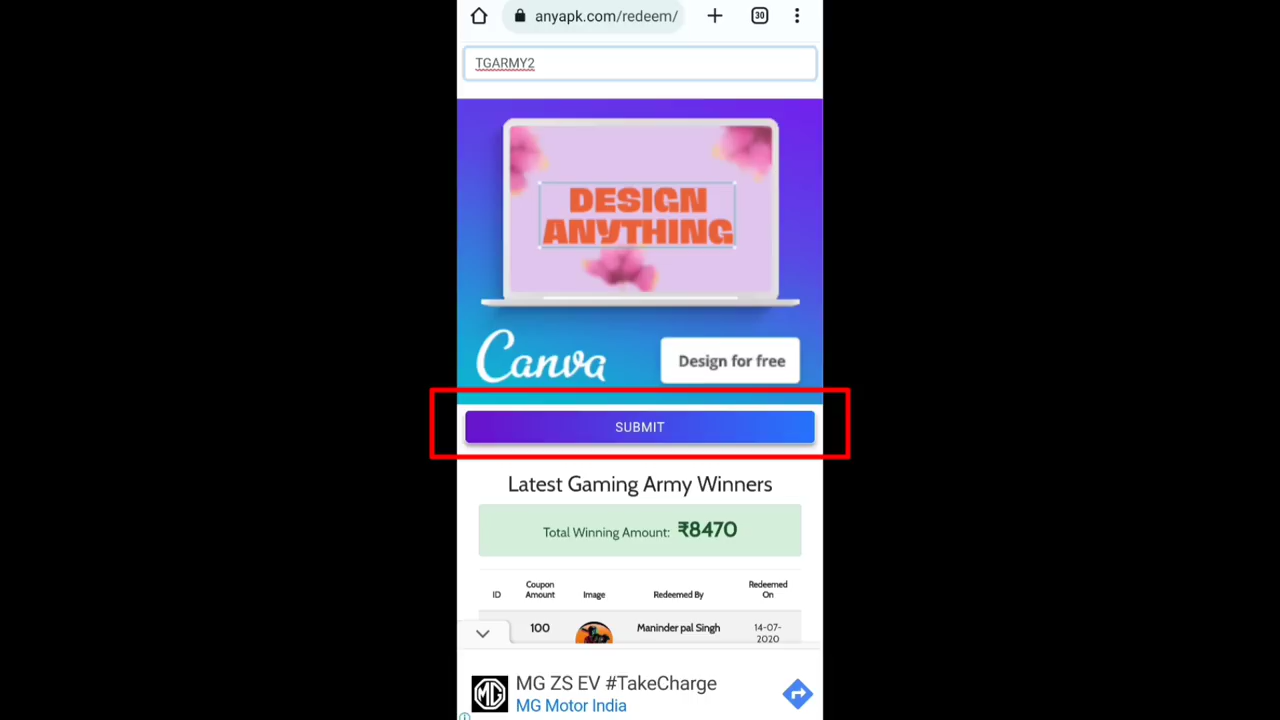 anyapk.com/redeem/
30
TGARMY2
DESIGN
ANYTHING
Canva
Design for free
SUBMIT
Latest Gaming Army Winners
Total Winning Amount: ₹8470
ID Coupon Amount Image Redeemed By Redeemed On
100 Maninder pal Singh 14-07-2020
MG
MG ZS EV #TakeCharge
MG Motor India